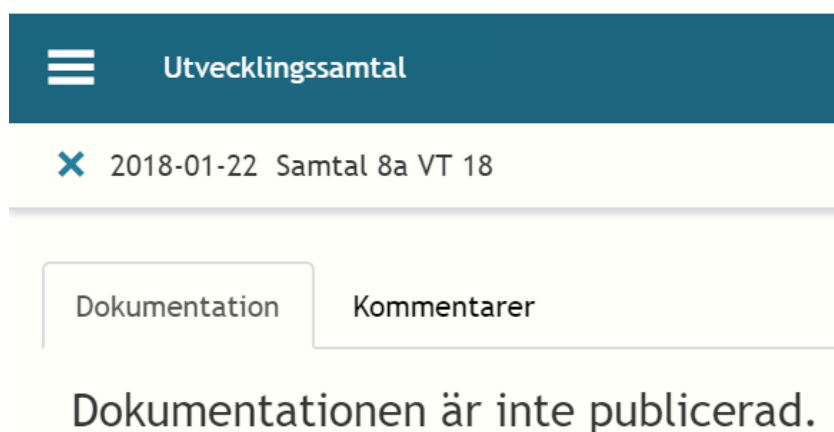 Utvecklingssamtal
2018-01-22 Samtal 8a VT 18
Dokumentation Kommentarer
Dokumentationen är inte publicerad.